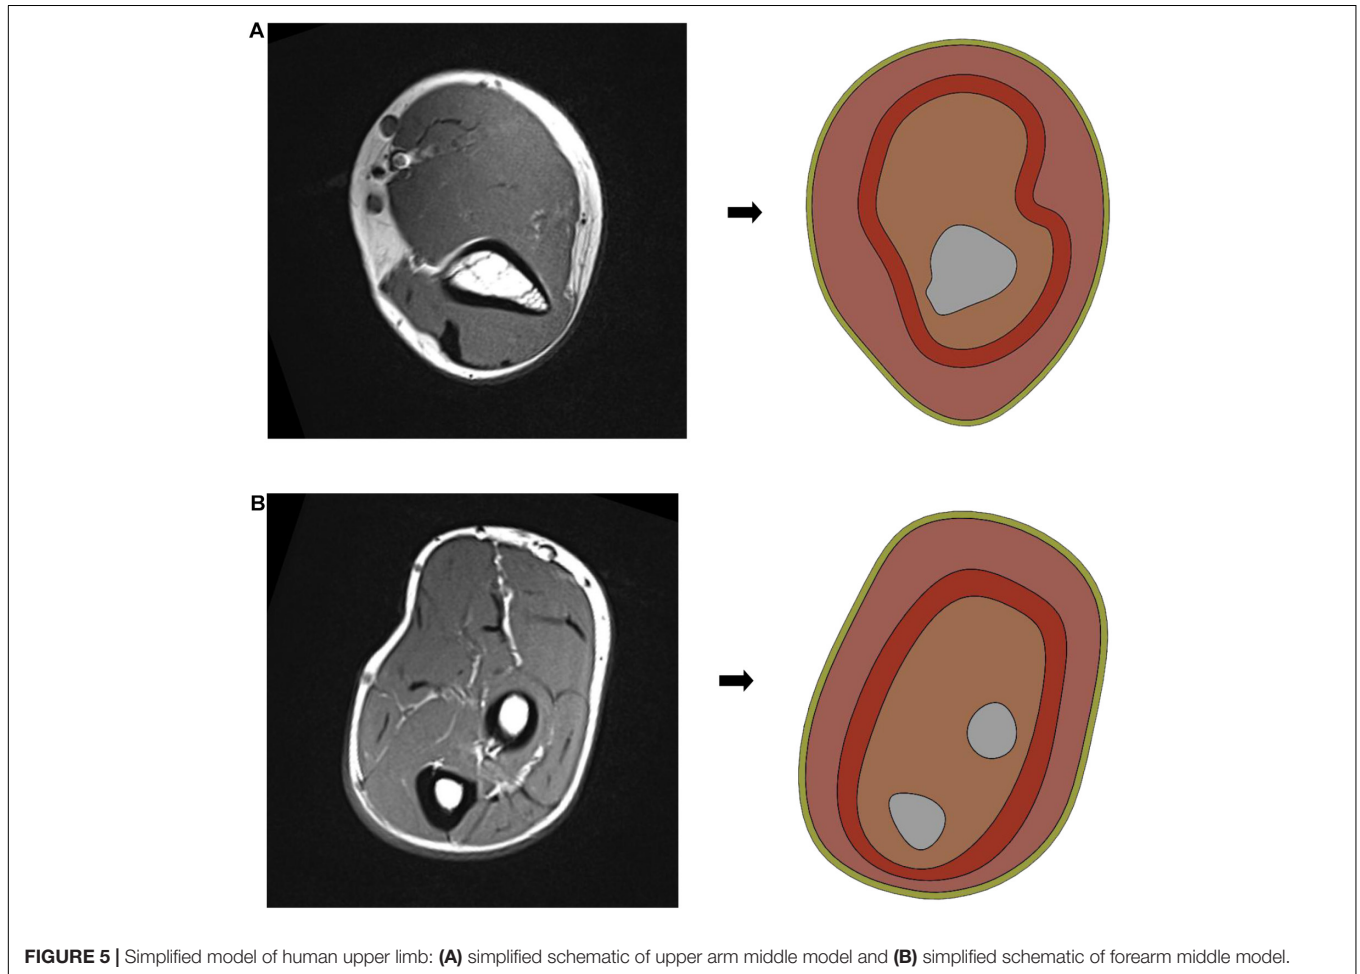 A
B
FIGURE 5 | Simplified model of human upper limb: (A) simplified schematic of upper arm middle model and (B) simplified schematic of forearm middle model.